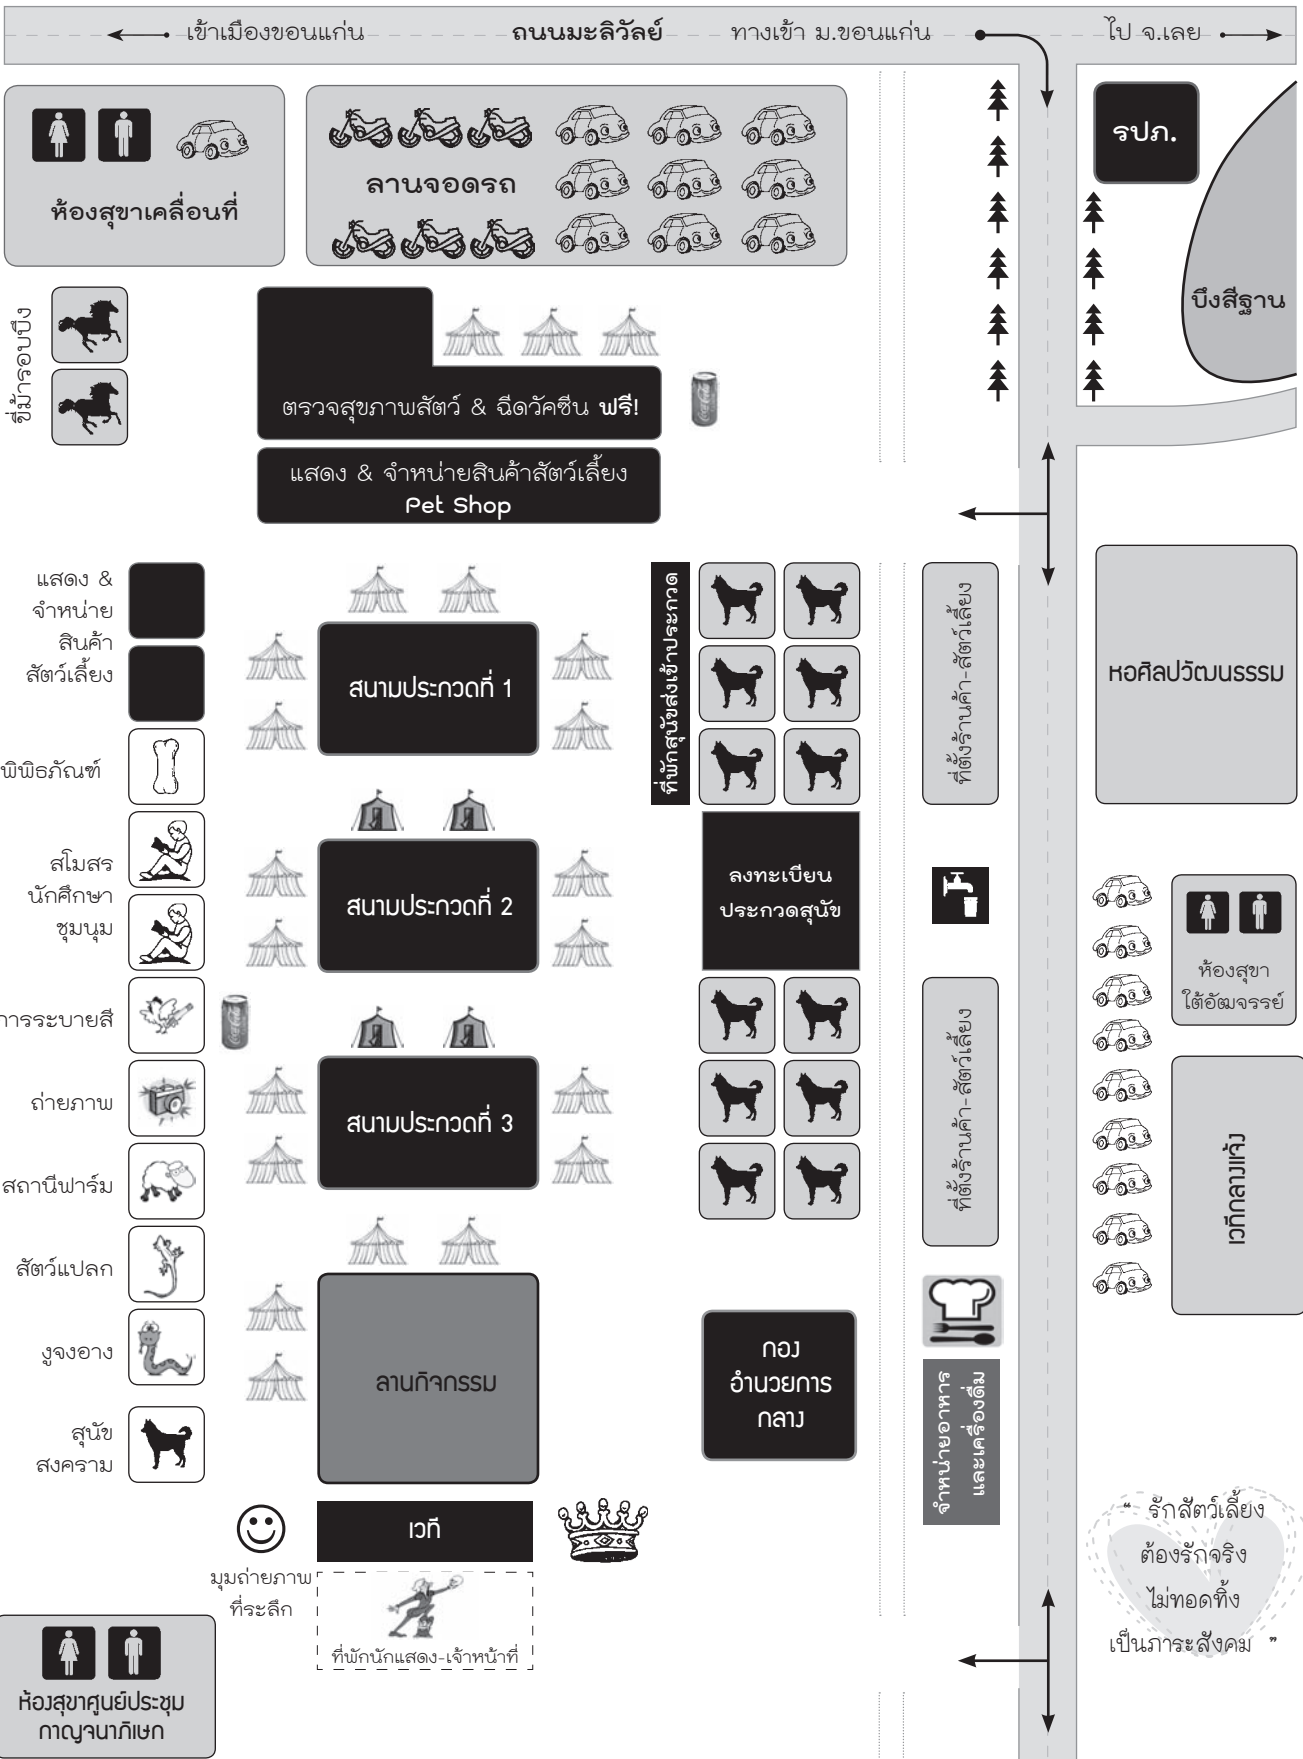 เข้าเมืองขอนแก่น ถนนมะลิวัลย์ ทางเข้า ม.ขอนแก่น ไป จ.เลย
รปภ.
ห้องสุขาเคลื่อนที่
ลานจอดรถ
บึงสีฐาน
ขี่ม้ารอบบึง
ตรวจสุขภาพสัตว์ & ฉีดวัคซีน ฟรี!
แสดง & จำหน่ายสินค้าสัตว์เลี้ยง
Pet Shop
แสดง &
จำหน่าย
สินค้า
สัตว์เลี้ยง
สนามประกวดที่ 1
ที่พักสุนัขส่งเข้าประกวด
ที่ตั้งร้านค้า-สัตว์เลี้ยง
หอศิลปวัฒนธรรม
พิพิธภัณฑ์
สโมสร
นักศึกษา
ชุมนุม
สนามประกวดที่ 2
ลงทะเบียน
ประกวดสุนัข
ห้องสุขา
ใต้อัฒจรรย์
การระบายสี
ถ่ายภาพ
สนามประกวดที่ 3
ที่ตั้งร้านค้า-สัตว์เลี้ยง
เวทีกลางแจ้ง
สถานีฟาร์ม
สัตว์แปลก
งูจงอาง
ลานกิจกรรม
กอง
อำนวยการ
กลาง
จำหน่ายอาหาร
และเครื่องดื่ม
สุนัข
สงคราม
เวที
มุมถ่ายภาพ
ที่ระลึก
ที่พักนักแสดง-เจ้าหน้าที่
“ รักสัตว์เลี้ยง
ต้องรักจริง
ไม่ทอดทิ้ง
เป็นภาระสังคม ”
ห้องสุขาศูนย์ประชุม
กาญจนาภิเษก